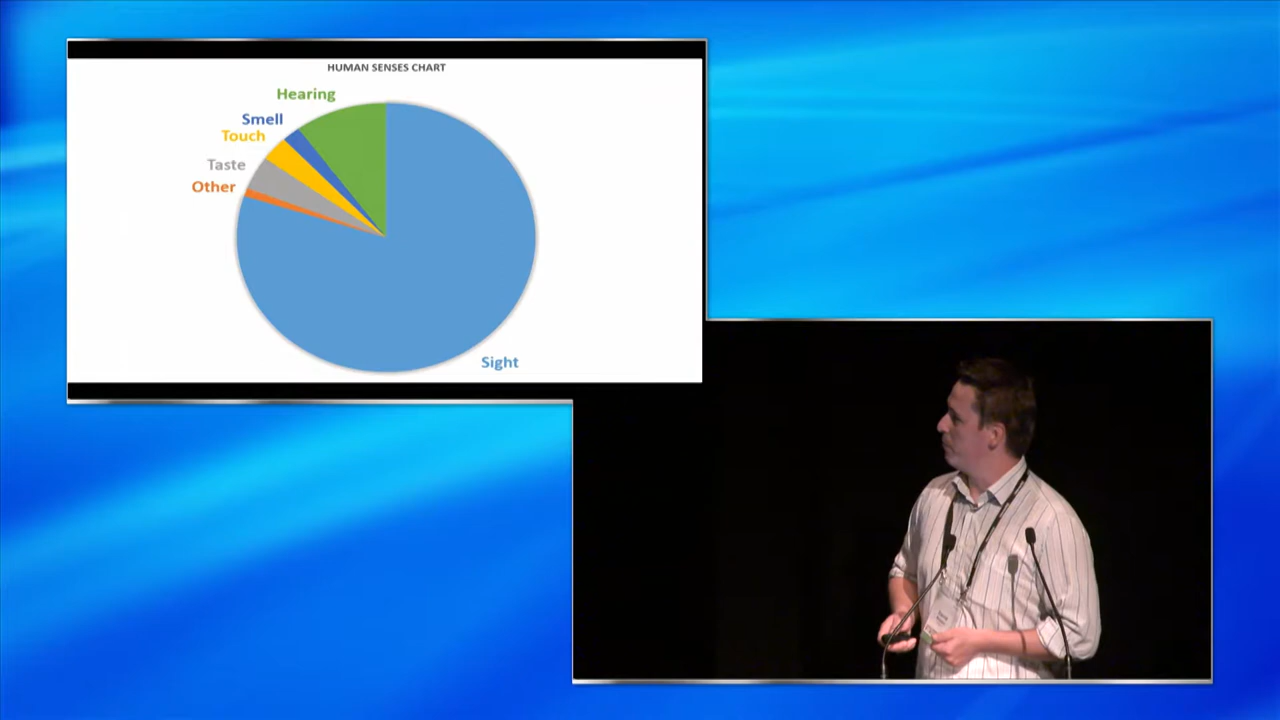 HUMAN SENSES CHART
Hearing
Smell
Touch
Taste
Other
Sight